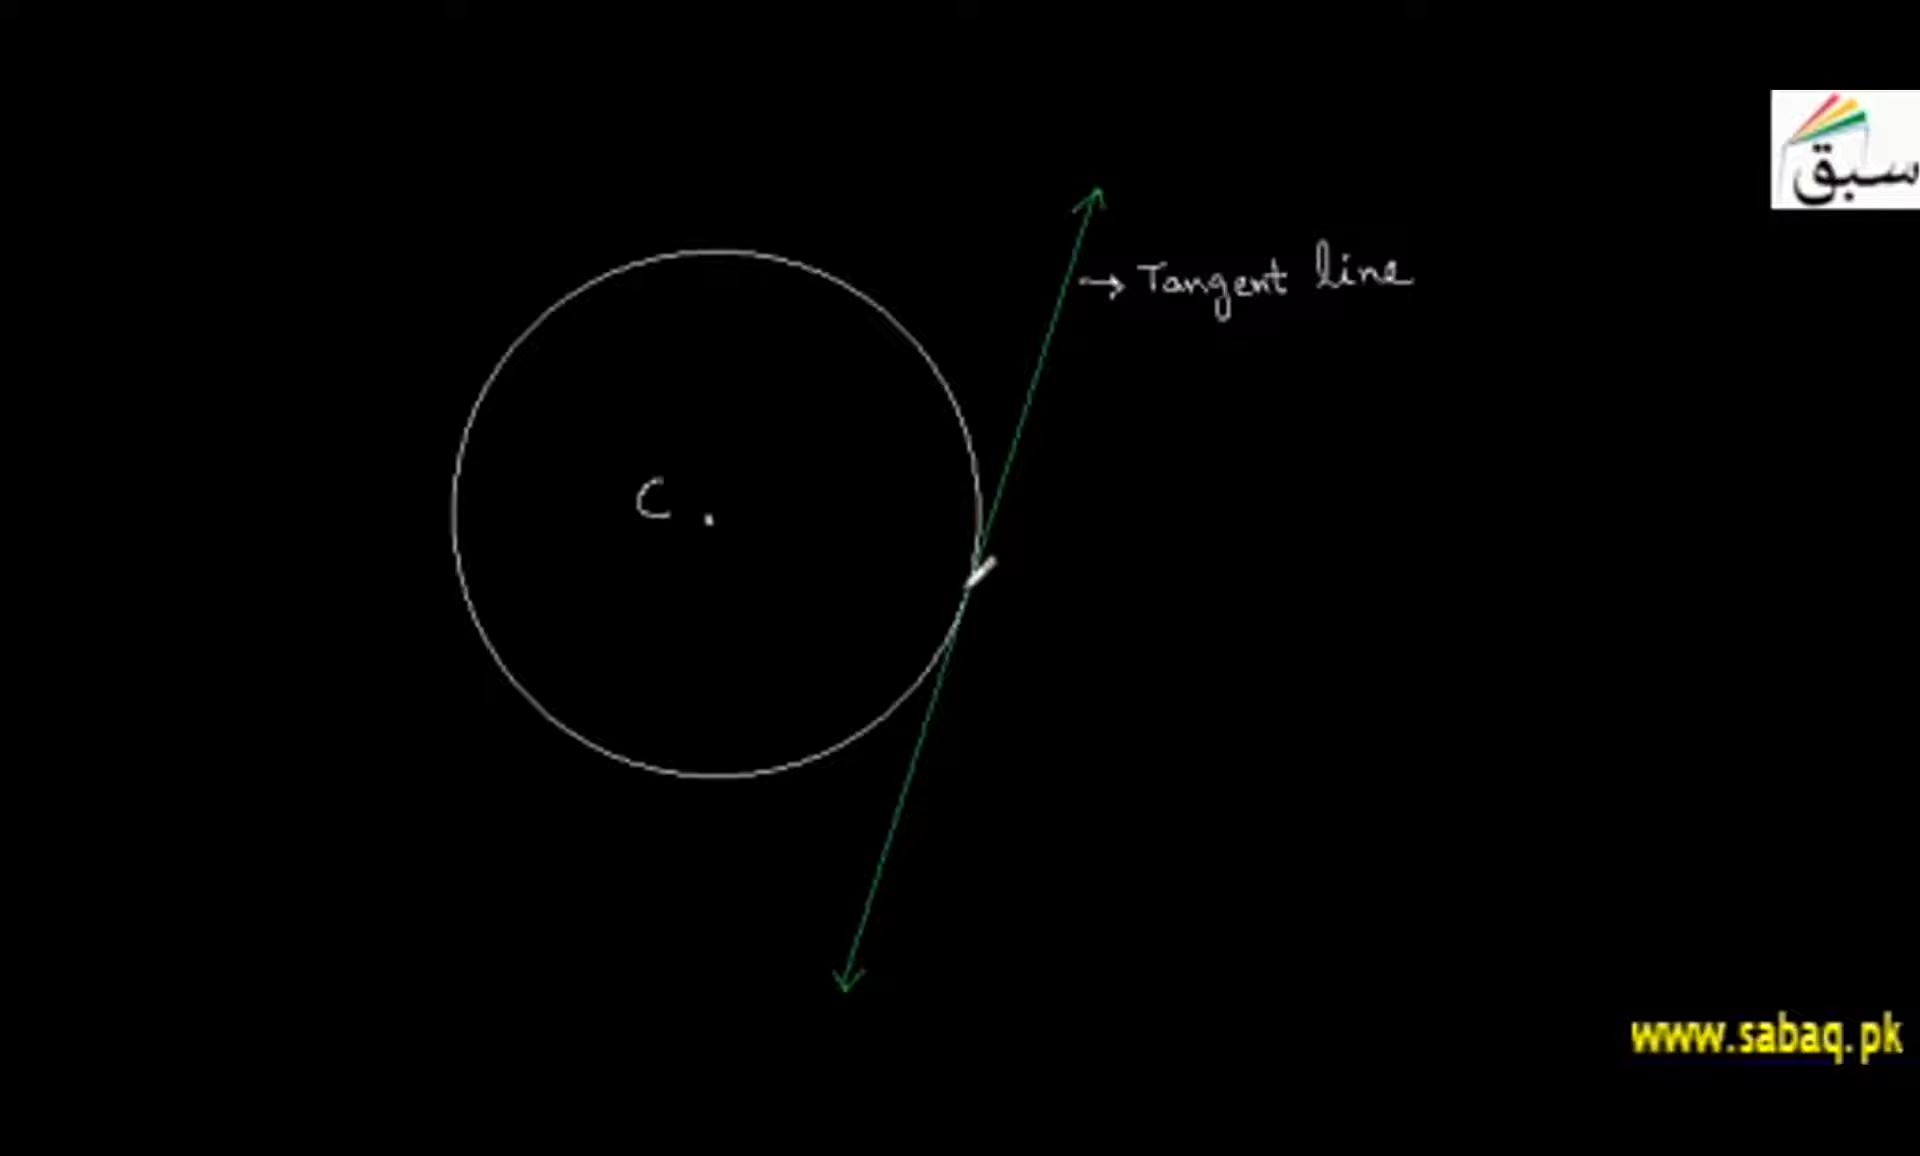 سبق
→ Tangent line
C .
www.sabaq.pk